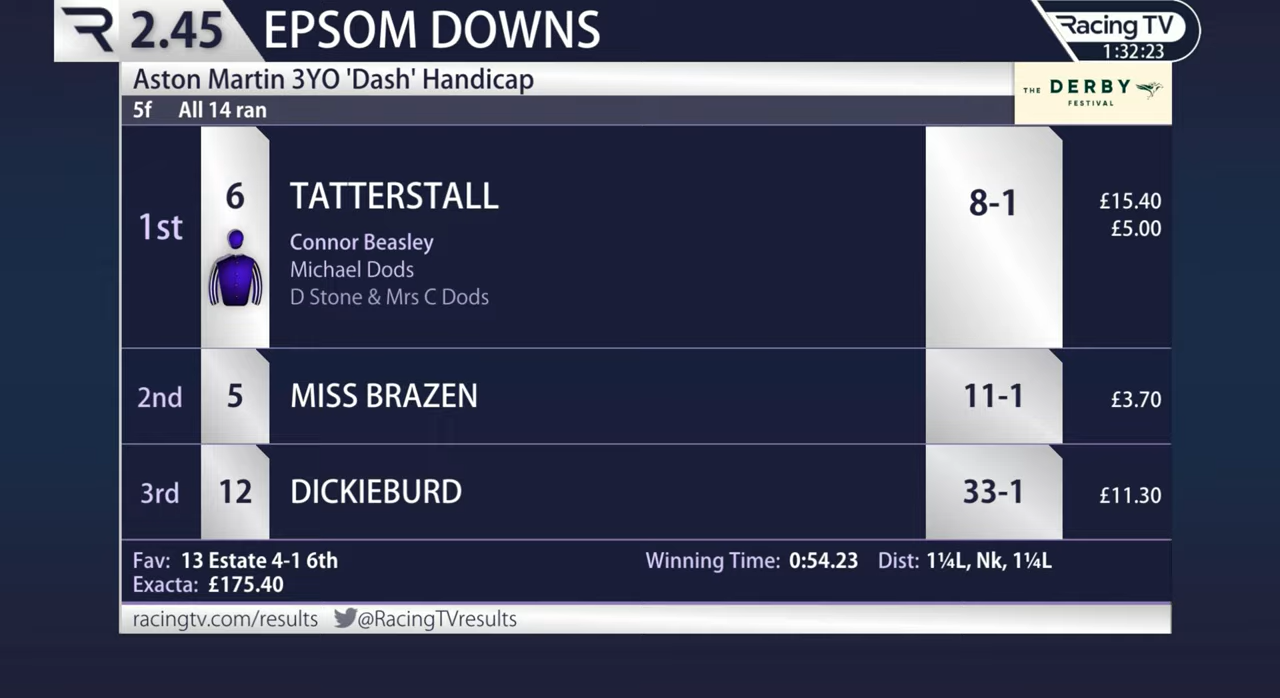 R 2.45 EPSOM DOWNS
Racing TV
1:32:23
Aston Martin 3YO 'Dash' Handicap
THE DERBY
FESTIVAL
5f All 14 ran
1st 6 TATTERSTALL 8-1 £15.40
£5.00
Connor Beasley
Michael Dods
D Stone & Mrs C Dods
2nd 5 MISS BRAZEN 11-1 £3.70
3rd 12 DICKIEBURD 33-1 £11.30
Fav: 13 Estate 4-1 6th Winning Time: 0:54.23 Dist: 1¼L, Nk, 1¼L
Exacta: £175.40
racingtv.com/results @RacingTVresults